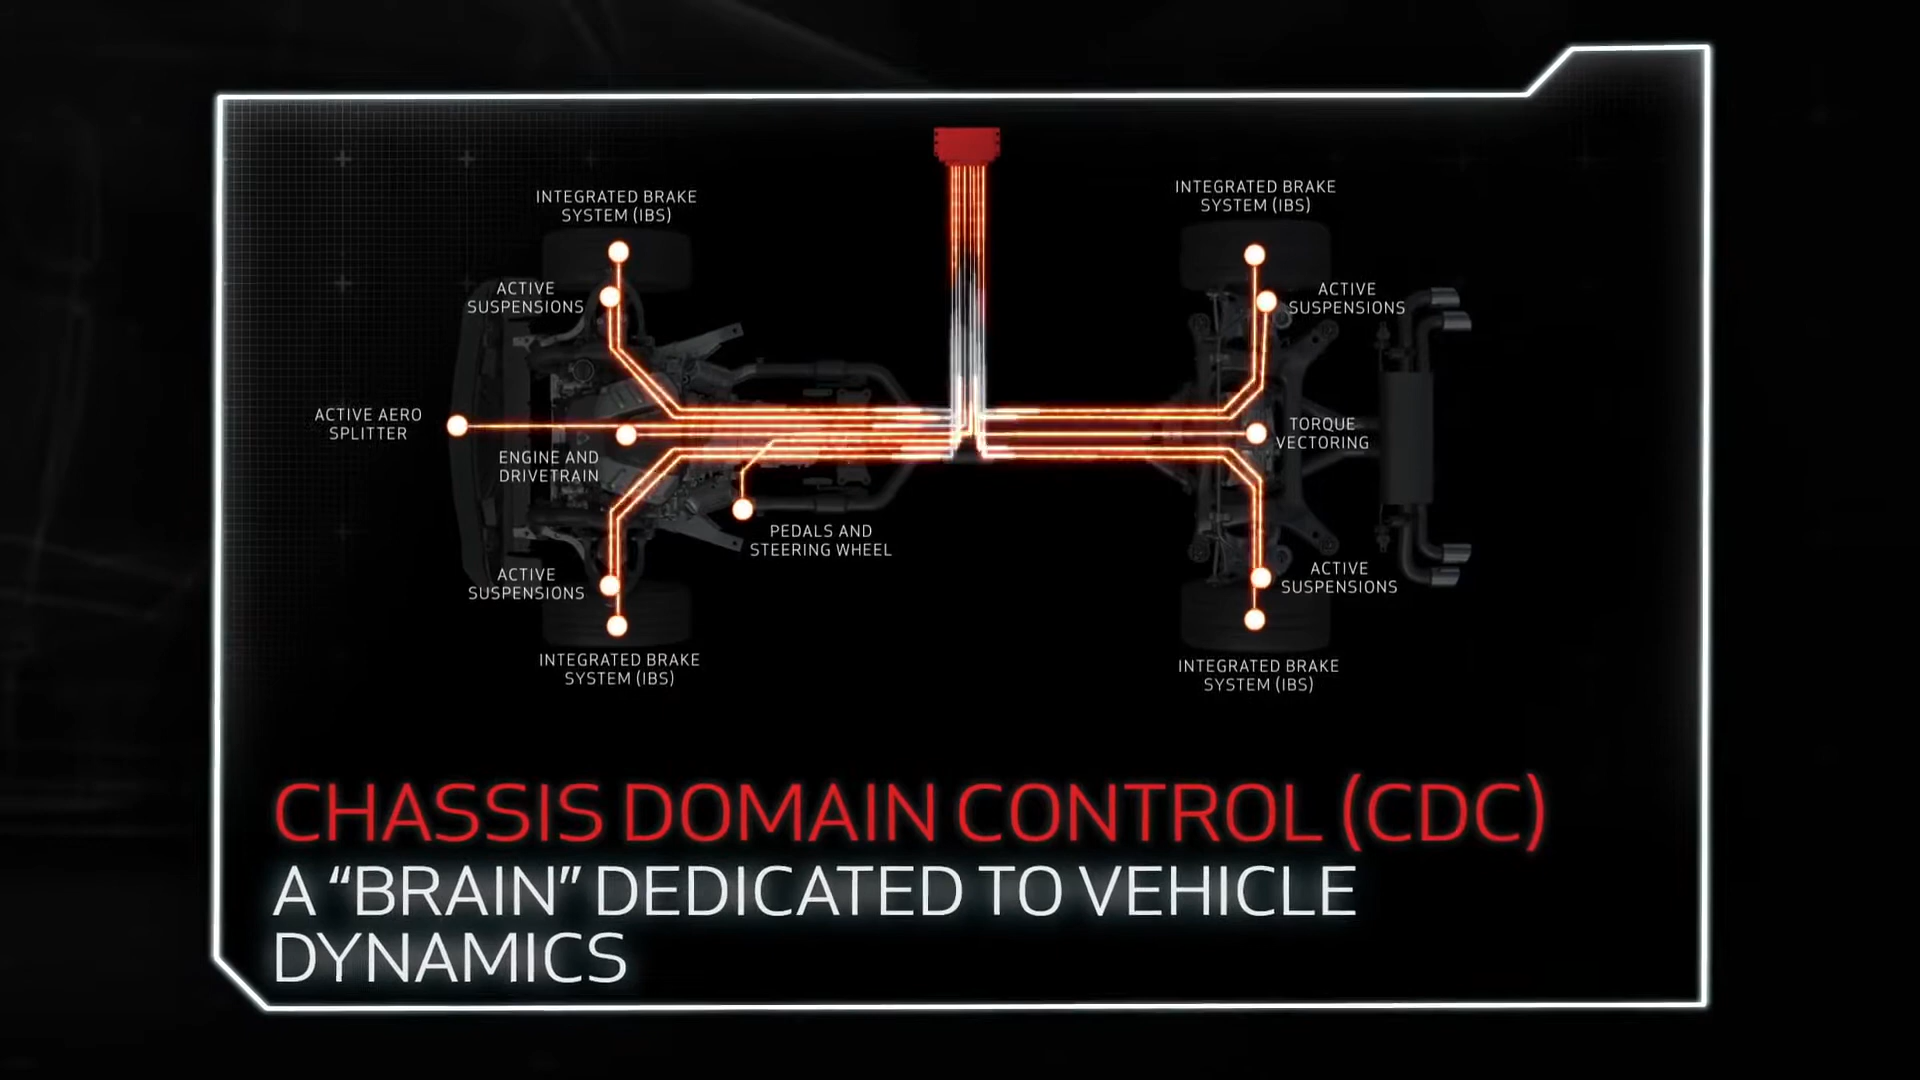 INTEGRATED BRAKE
SYSTEM (IBS)
INTEGRATED BRAKE
SYSTEM (IBS)
ACTIVE
SUSPENSIONS
ACTIVE
SUSPENSIONS
ACTIVE AERO
SPLITTER
TORQUE
VECTORING
ENGINE AND
DRIVETRAIN
PEDALS AND
STEERING WHEEL
ACTIVE
SUSPENSIONS
ACTIVE
SUSPENSIONS
INTEGRATED BRAKE
SYSTEM (IBS)
INTEGRATED BRAKE
SYSTEM (IBS)
CHASSIS DOMAIN CONTROL (CDC)
A “BRAIN” DEDICATED TO VEHICLE
DYNAMICS